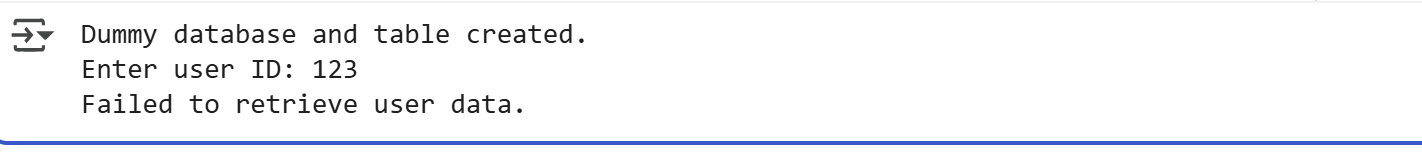 Dummy database and table created.
Enter user ID: 123
Failed to retrieve user data.